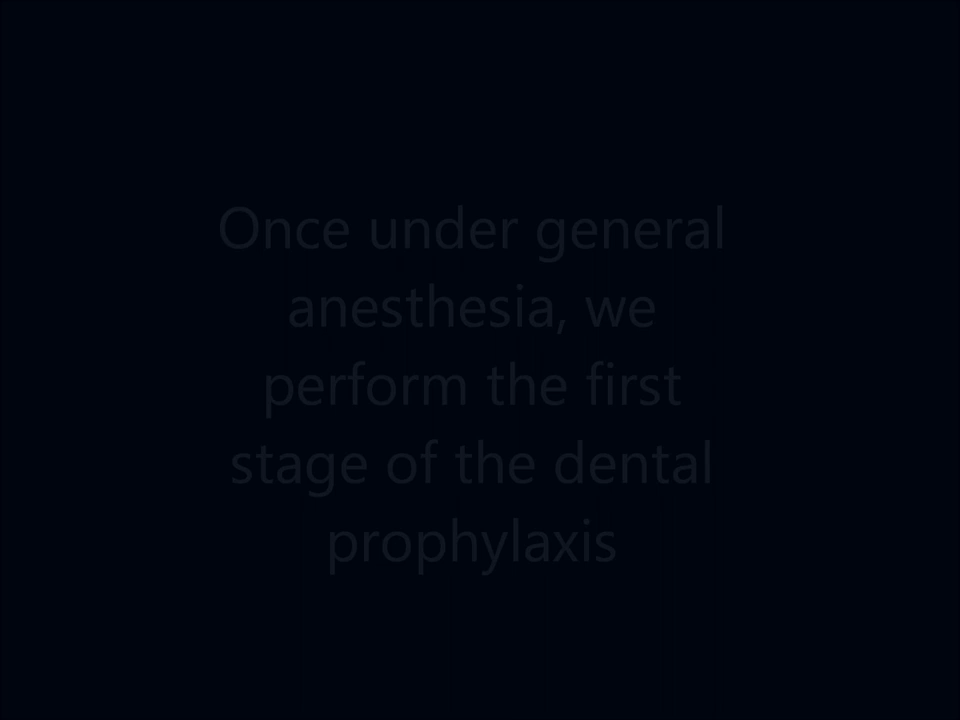 Once under general
anesthesia, we
perform the first
stage of the dental
prophylaxis